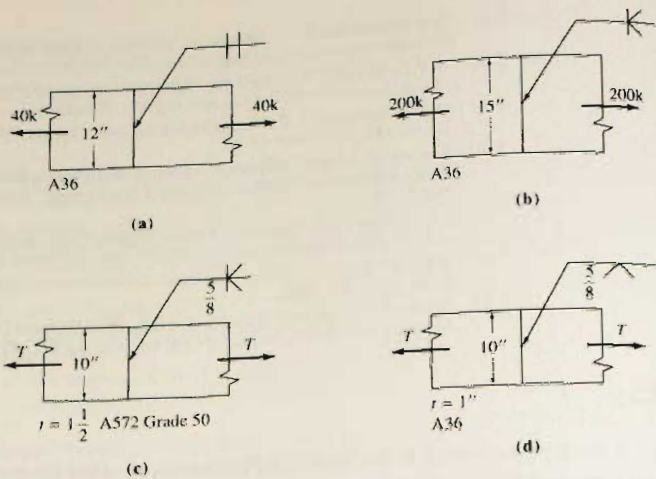 40k
12"
40k
A36
(a)
200k
15"
200k
A36
(b)
5/8
T
10"
T
t = 1 1/2 A572 Grade 50
(c)
5/8
T
10"
T
t = 1"
A36
(d)